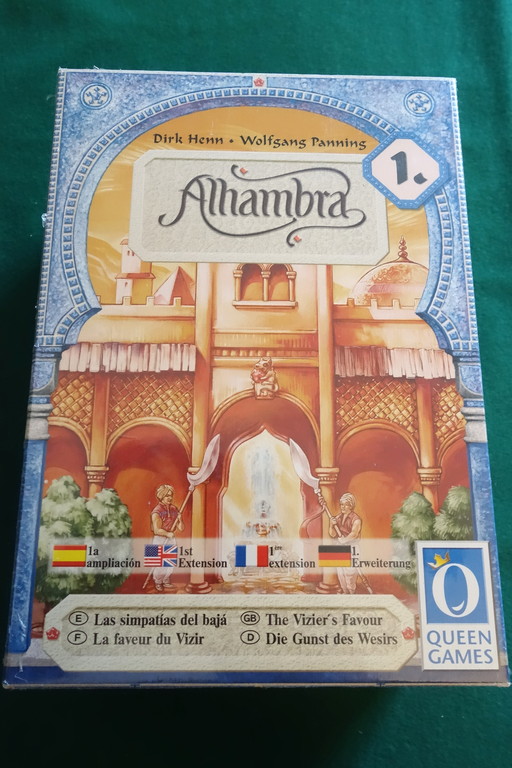 Dirk Henn • Wolfgang Panning
1.
Alhambra
1a ampliación
1st Extension
1ère extension
1. Erweiterung
E Las simpatías del bajá
GB The Vizier's Favour
F La faveur du Vizir
D Die Gunst des Wesirs
Q
QUEEN
GAMES